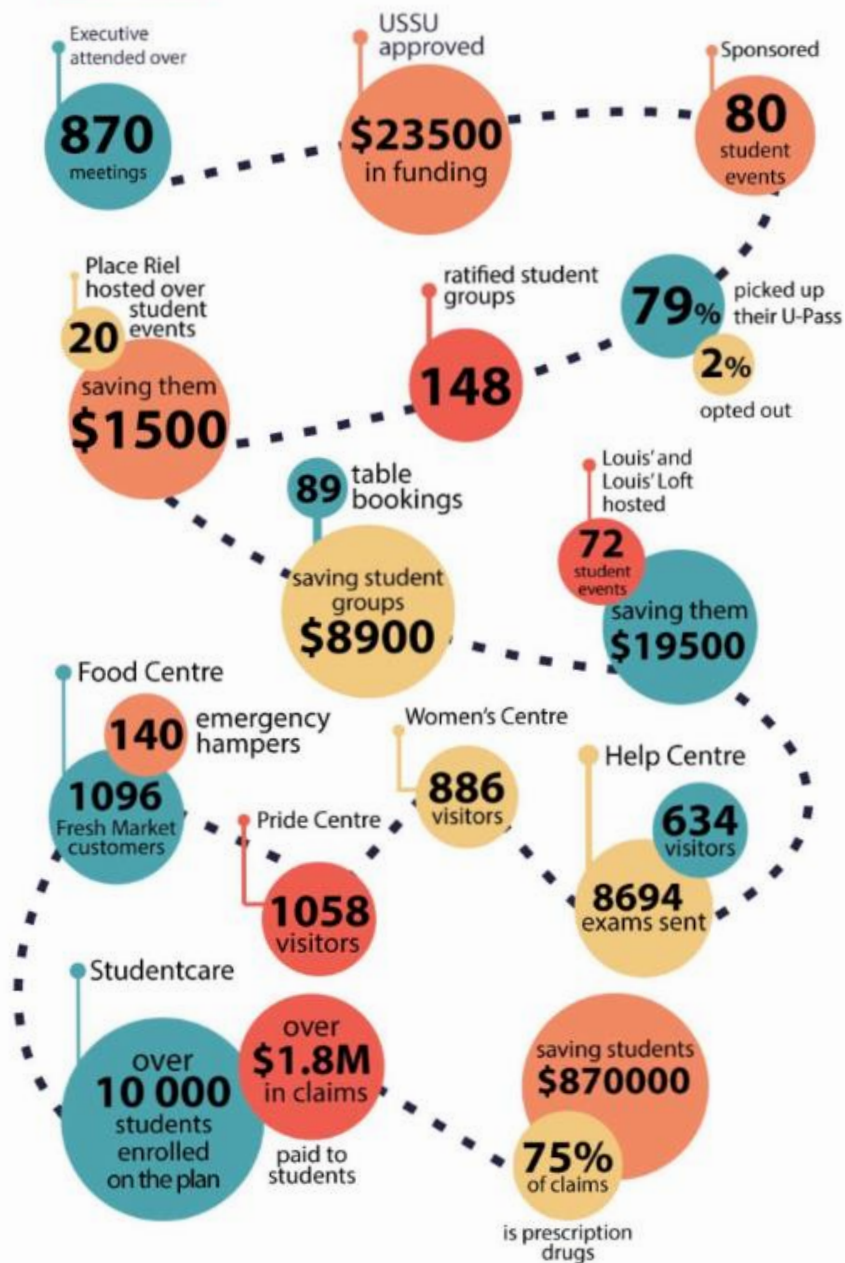 Executive
attended over
870
meetings
USSU
approved
$23500
in funding
Sponsored
80
student
events
79%
picked up
their U-Pass
2%
opted out
ratified student
groups
148
Place Riel
hosted over
20
student
events
saving them
$1500
89
table
bookings
saving student
groups
$8900
Louis' and
Louis' Loft
hosted
72
student
events
saving them
$19500
Help Centre
634
visitors
8694
exams sent
Women's Centre
886
visitors
Pride Centre
1058
visitors
Food Centre
140
emergency
hampers
1096
Fresh Market
customers
Studentcare
over
10 000
students
enrolled
on the plan
over
$1.8M
in claims
paid to
students
saving students
$870000
75%
of claims
is prescription
drugs